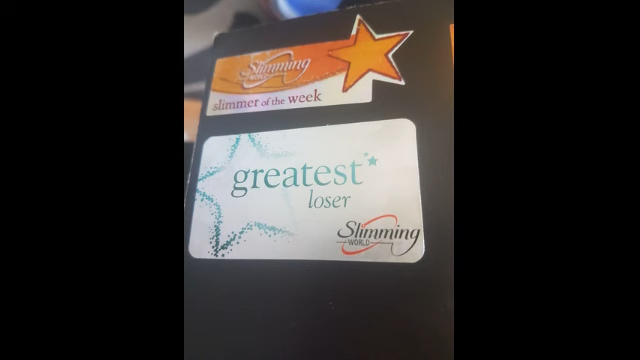 Slimming
WORLD
slimmer of the week
greatest
loser
Slimming
WORLD